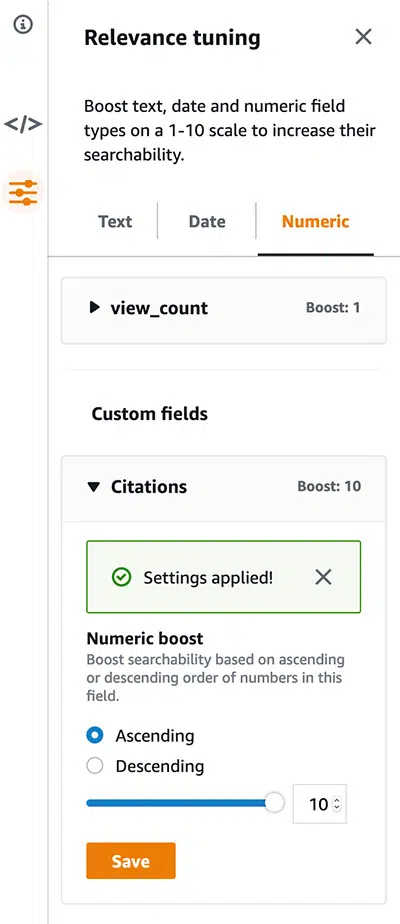 Relevance tuning
Boost text, date and numeric field
types on a 1-10 scale to increase their
searchability.
Text
Date
Numeric
view_count
Boost: 1
Custom fields
Citations
Boost: 10
Settings applied!
Numeric boost
Boost searchability based on ascending
or descending order of numbers in this
field.
Ascending
Descending
10
Save